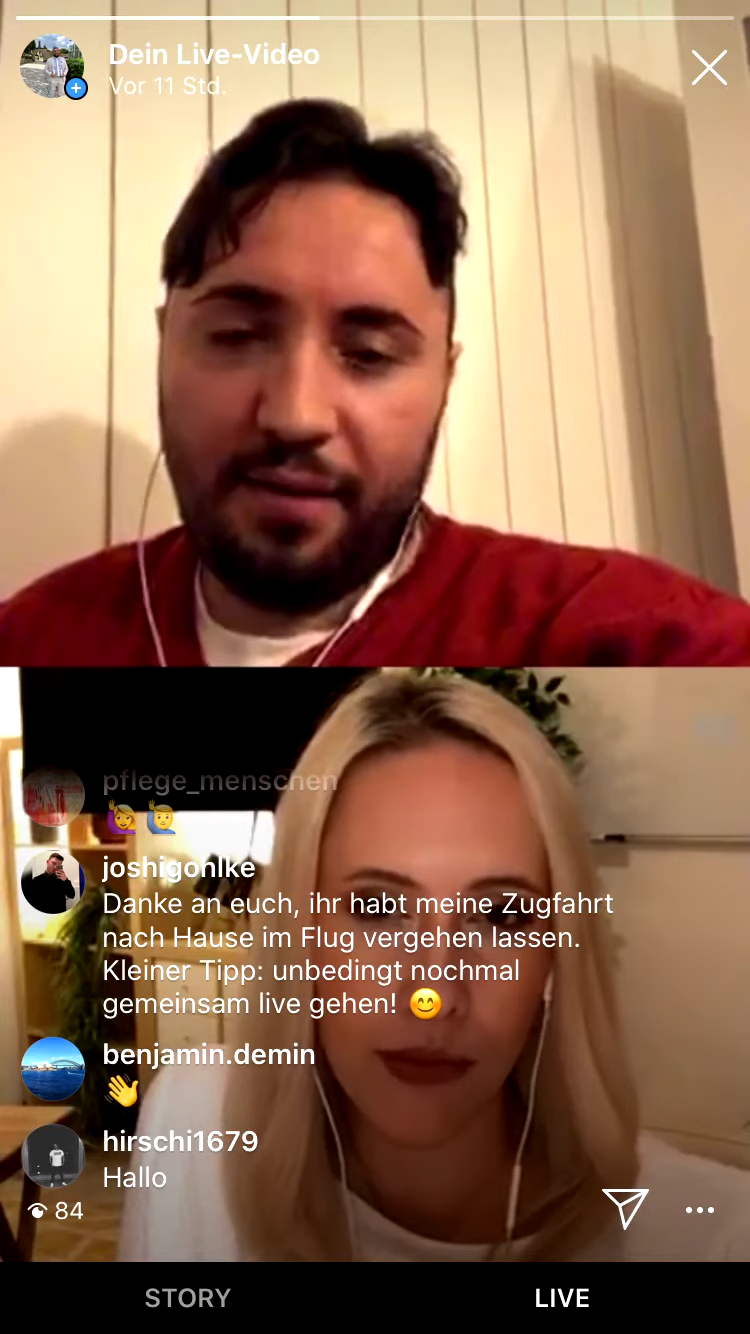 Dein Live-Video
Vor 11 Std.
pflege_menschen
🙋‍♀️🙋‍♂️
joshigohlke
Danke an euch, ihr habt meine Zugfahrt
nach Hause im Flug vergehen lassen.
Kleiner Tipp: unbedingt nochmal
gemeinsam live gehen! 😊
benjamin.demin
👋
hirschi1679
Hallo
84
STORY
LIVE